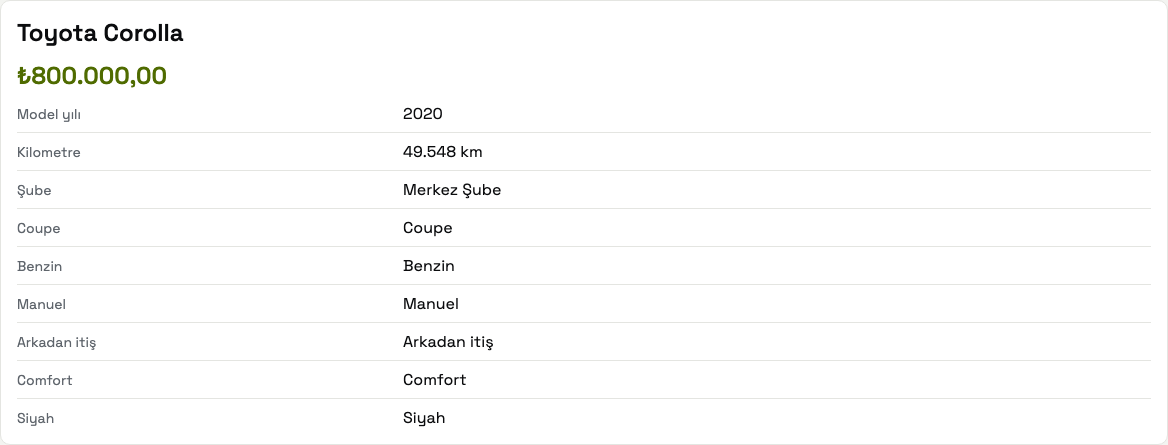 Toyota Corolla
₺800.000,00
Model yılı 2020
Kilometre 49.548 km
Şube Merkez Şube
Coupe Coupe
Benzin Benzin
Manuel Manuel
Arkadan itiş Arkadan itiş
Comfort Comfort
Siyah Siyah